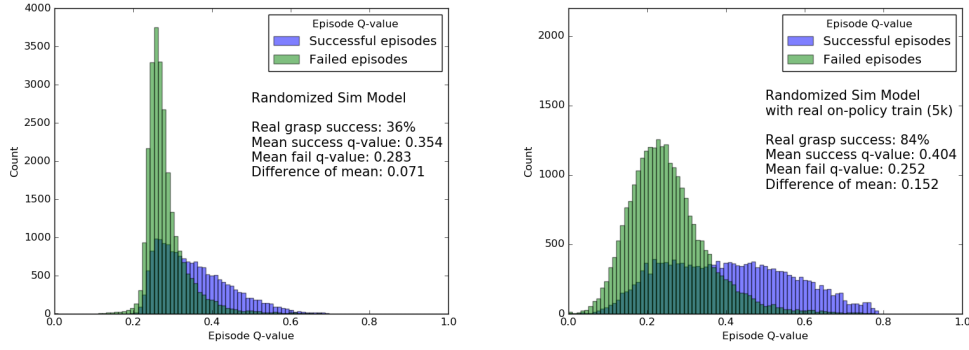 Episode Q-value
Successful episodes
Failed episodes
Randomized Sim Model
Real grasp success: 36%
Mean success q-value: 0.354
Mean fail q-value: 0.283
Difference of mean: 0.071
Count
4000
3500
3000
2500
2000
1500
1000
500
0
0.0 0.2 0.4 0.6 0.8 1.0
Episode Q-value
Episode Q-value
Successful episodes
Failed episodes
Randomized Sim Model
with real on-policy train (5k)
Real grasp success: 84%
Mean success q-value: 0.404
Mean fail q-value: 0.252
Difference of mean: 0.152
Count
2000
1500
1000
500
0
0.0 0.2 0.4 0.6 0.8 1.0
Episode Q-value